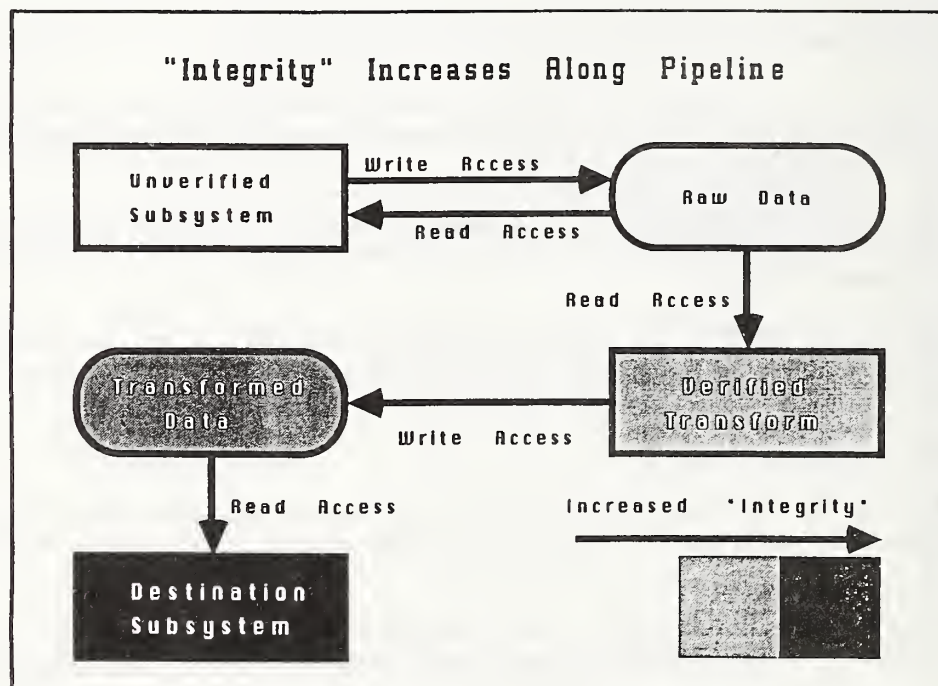 "Integrity" Increases Along Pipeline
Unverified
Subsystem
Write Access
Read Access
Raw Data
Read Access
Transformed
Data
Write Access
Verified
Transform
Read Access
Increased "Integrity"
Destination
Subsystem